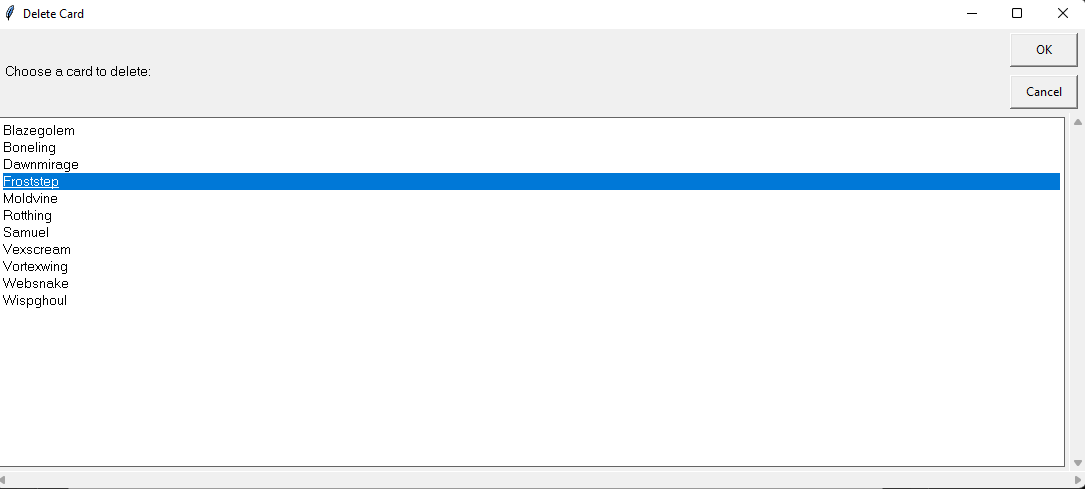 Delete Card
OK
Choose a card to delete:
Cancel
Blazegolem
Boneling
Dawnmirage
Froststep
Moldvine
Rotthing
Samuel
Vexscream
Vortexwing
Websnake
Wispghoul